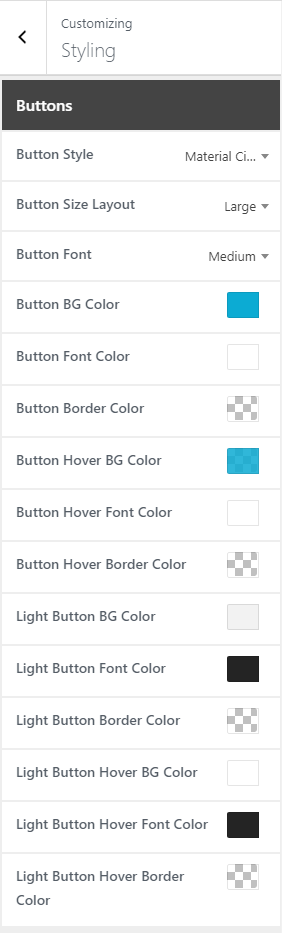 Customizing
Styling
Buttons
Button Style Material Ci...
Button Size Layout Large
Button Font Medium
Button BG Color
Button Font Color
Button Border Color
Button Hover BG Color
Button Hover Font Color
Button Hover Border Color
Light Button BG Color
Light Button Font Color
Light Button Border Color
Light Button Hover BG Color
Light Button Hover Font Color
Light Button Hover Border
Color